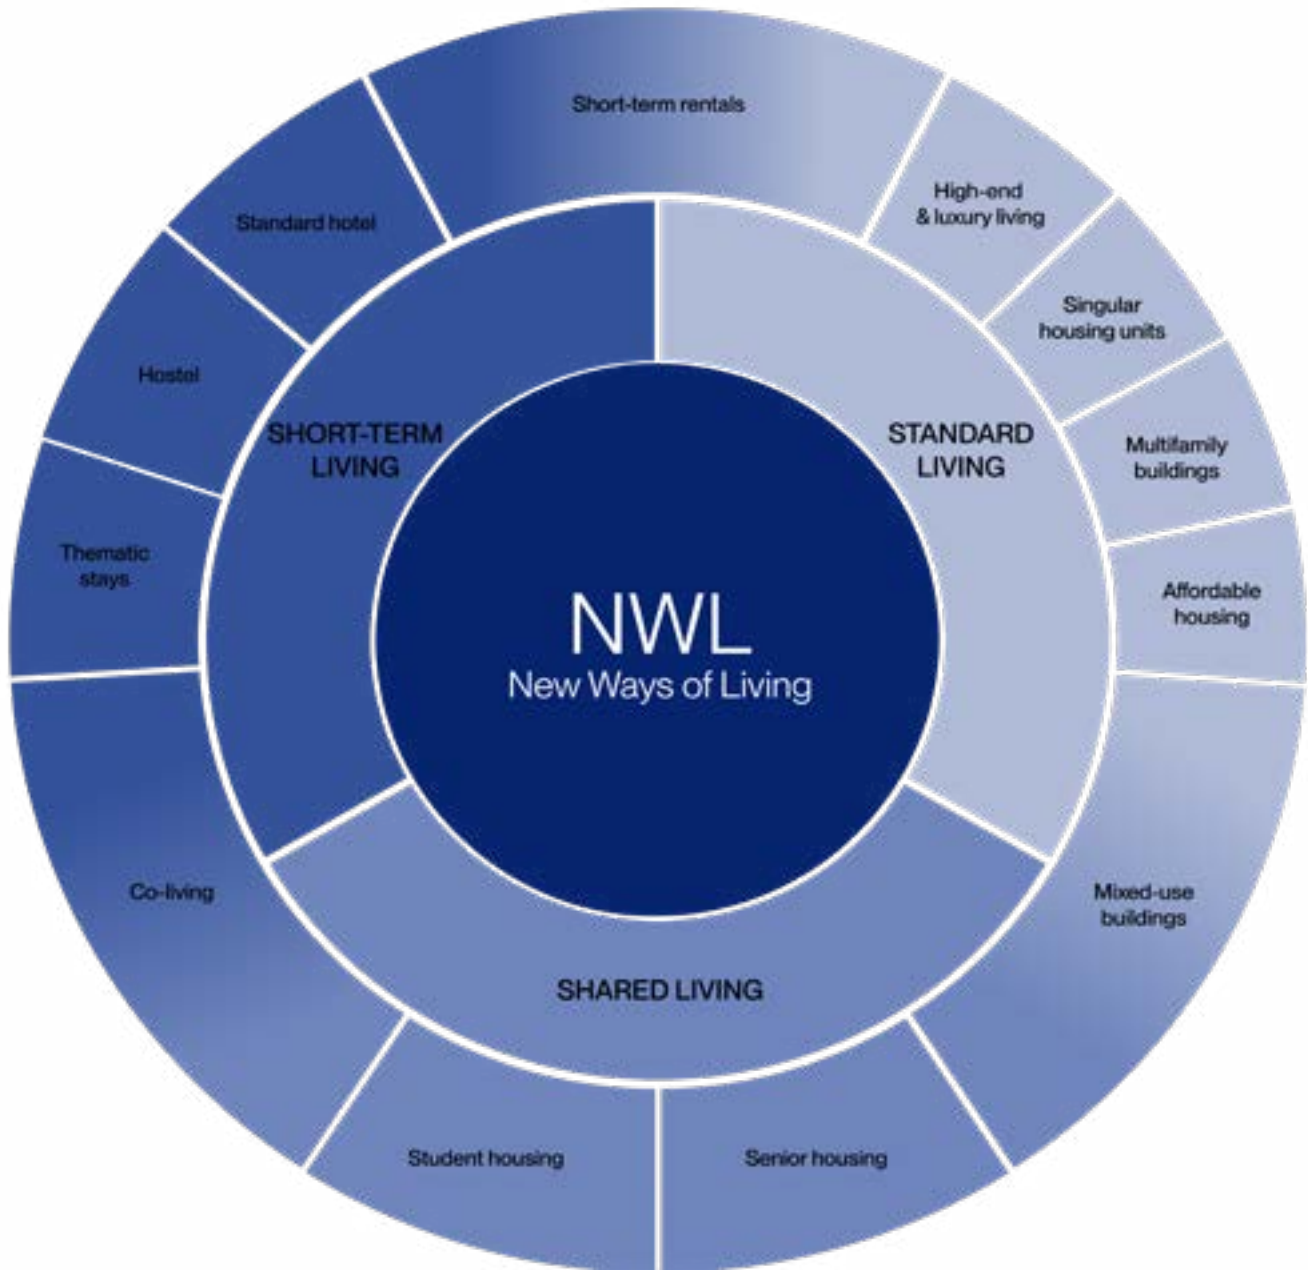 Short-term rentals
High-end
& luxury living
Singular
housing units
Multifamily
buildings
Affordable
housing
Mixed-use
buildings
Senior housing
Student housing
Co-living
Thematic
stays
Hostel
Standard hotel
SHORT-TERM
LIVING
STANDARD
LIVING
SHARED LIVING
NWL
New Ways of Living